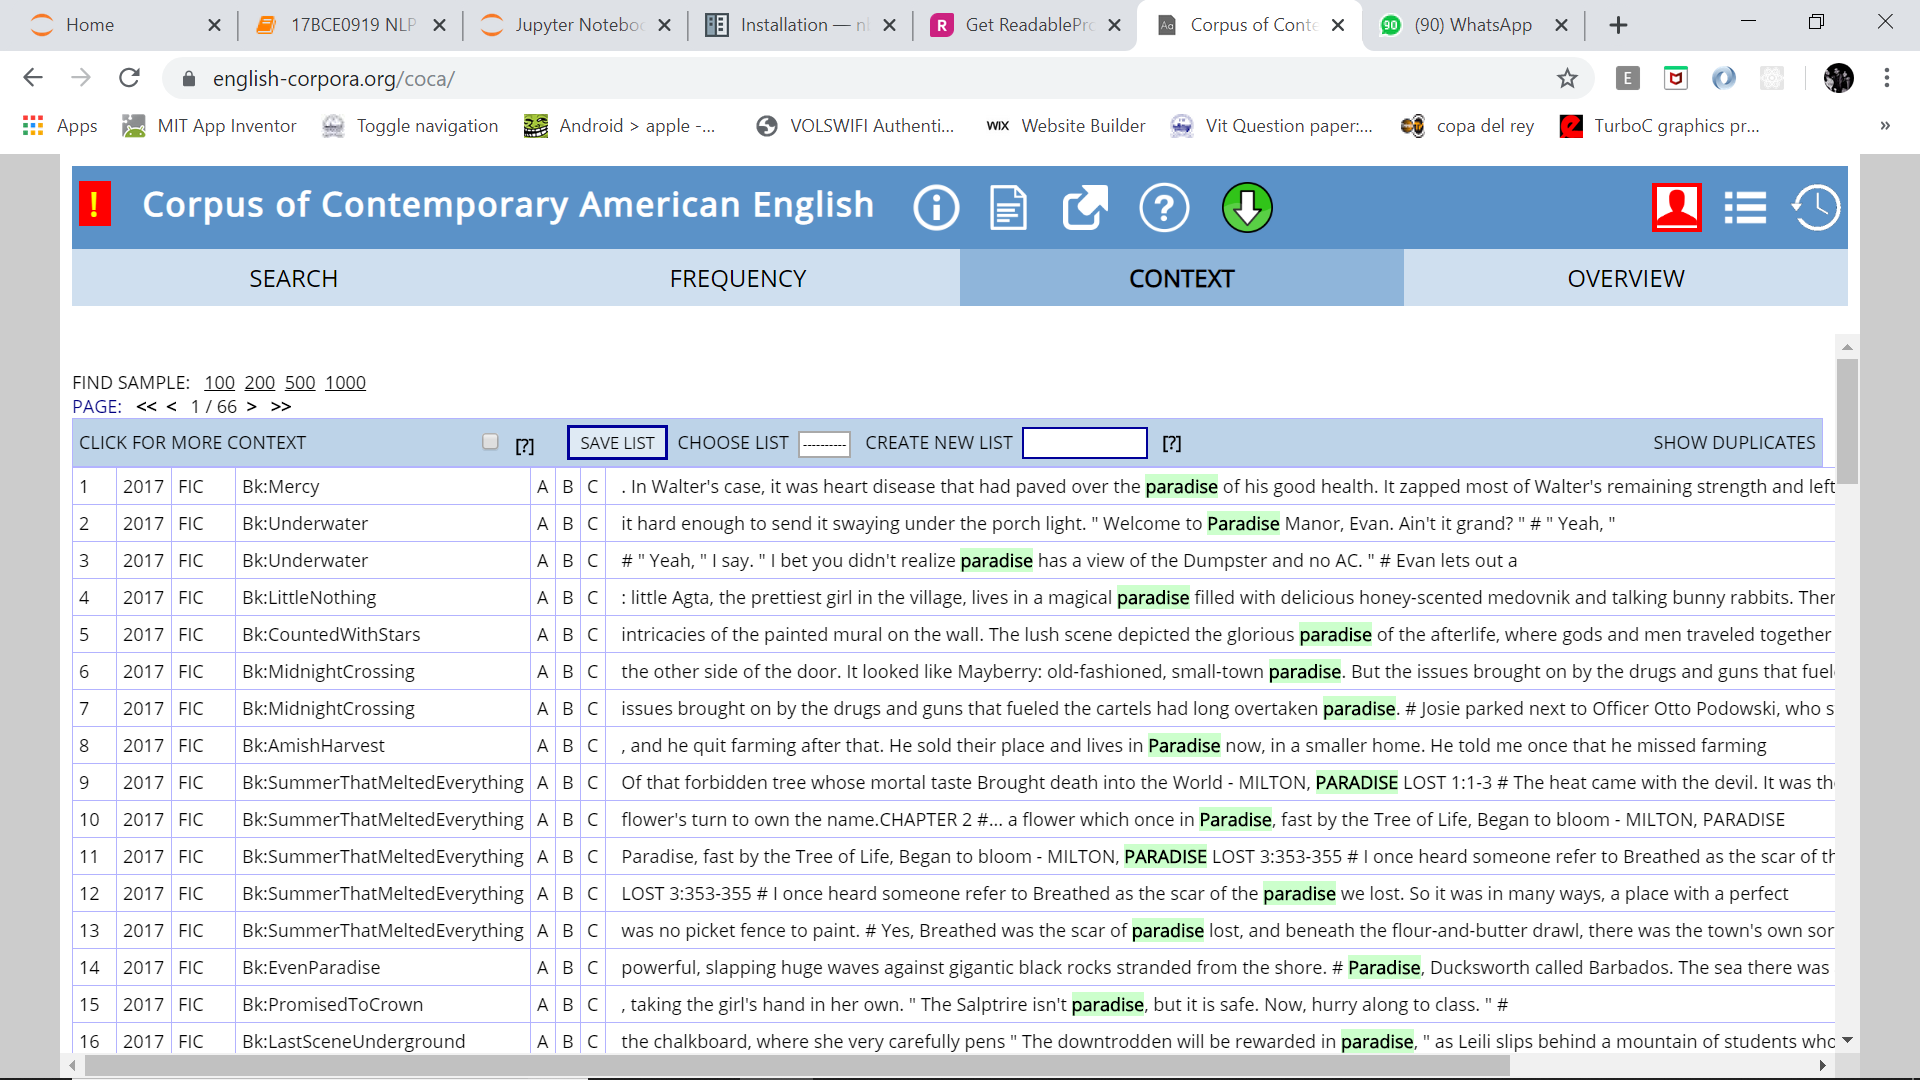 Home
17BCE0919 NLP
Jupyter Notebo
Installation — n
Get ReadablePr
Corpus of Conte
(90) WhatsApp
english-corpora.org/coca/
Apps
MIT App Inventor
Toggle navigation
Android > apple -...
VOLSWIFI Authenti...
WIX Website Builder
Vit Question paper:...
copa del rey
TurboC graphics pr...
»
! Corpus of Contemporary American English
SEARCH FREQUENCY CONTEXT OVERVIEW
FIND SAMPLE: 100 200 500 1000
PAGE: << < 1 / 66 > >>
CLICK FOR MORE CONTEXT [?] SAVE LIST CHOOSE LIST ---------- CREATE NEW LIST [?] SHOW DUPLICATES
1 2017 FIC Bk:Mercy A B C . In Walter's case, it was heart disease that had paved over the paradise of his good health. It zapped most of Walter's remaining strength and left
2 2017 FIC Bk:Underwater A B C it hard enough to send it swaying under the porch light. " Welcome to Paradise Manor, Evan. Ain't it grand? " # " Yeah, "
3 2017 FIC Bk:Underwater A B C # " Yeah, " I say. " I bet you didn't realize paradise has a view of the Dumpster and no AC. " # Evan lets out a
4 2017 FIC Bk:LittleNothing A B C : little Agta, the prettiest girl in the village, lives in a magical paradise filled with delicious honey-scented medovnik and talking bunny rabbits. Ther
5 2017 FIC Bk:CountedWithStars A B C intricacies of the painted mural on the wall. The lush scene depicted the glorious paradise of the afterlife, where gods and men traveled together
6 2017 FIC Bk:MidnightCrossing A B C the other side of the door. It looked like Mayberry: old-fashioned, small-town paradise. But the issues brought on by the drugs and guns that fuel
7 2017 FIC Bk:MidnightCrossing A B C issues brought on by the drugs and guns that fueled the cartels had long overtaken paradise. # Josie parked next to Officer Otto Podowski, who s
8 2017 FIC Bk:AmishHarvest A B C , and he quit farming after that. He sold their place and lives in Paradise now, in a smaller home. He told me once that he missed farming
9 2017 FIC Bk:SummerThatMeltedEverything A B C Of that forbidden tree whose mortal taste Brought death into the World - MILTON, PARADISE LOST 1:1-3 # The heat came with the devil. It was th
10 2017 FIC Bk:SummerThatMeltedEverything A B C flower's turn to own the name.CHAPTER 2 #... a flower which once in Paradise, fast by the Tree of Life, Began to bloom - MILTON, PARADISE
11 2017 FIC Bk:SummerThatMeltedEverything A B C Paradise, fast by the Tree of Life, Began to bloom - MILTON, PARADISE LOST 3:353-355 # I once heard someone refer to Breathed as the scar of th
12 2017 FIC Bk:SummerThatMeltedEverything A B C LOST 3:353-355 # I once heard someone refer to Breathed as the scar of the paradise we lost. So it was in many ways, a place with a perfect
13 2017 FIC Bk:SummerThatMeltedEverything A B C was no picket fence to paint. # Yes, Breathed was the scar of paradise lost, and beneath the flour-and-butter drawl, there was the town's own sor
14 2017 FIC Bk:EvenParadise A B C powerful, slapping huge waves against gigantic black rocks stranded from the shore. # Paradise, Ducksworth called Barbados. The sea there was
15 2017 FIC Bk:PromisedToCrown A B C , taking the girl's hand in her own. " The Salptrire isn't paradise, but it is safe. Now, hurry along to class. " #
16 2017 FIC Bk:LastSceneUnderground A B C the chalkboard, where she very carefully pens " The downtrodden will be rewarded in paradise, " as Leili slips behind a mountain of students who